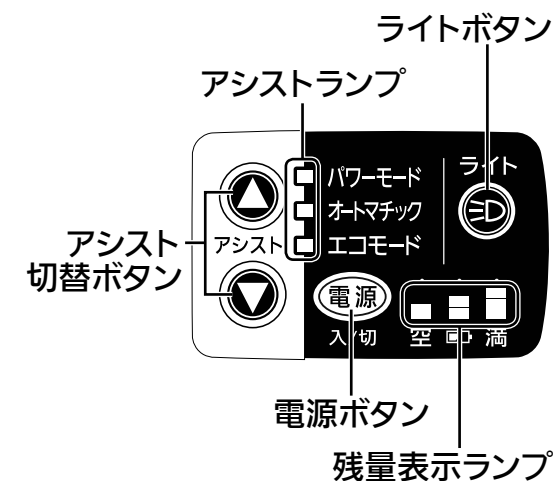 ライトボタン
アシストランプ
ライト
パワーモード
オートマチック
エコモード
アシスト
アシスト
切替ボタン
電源
入/切
空
満
電源ボタン
残量表示ランプ